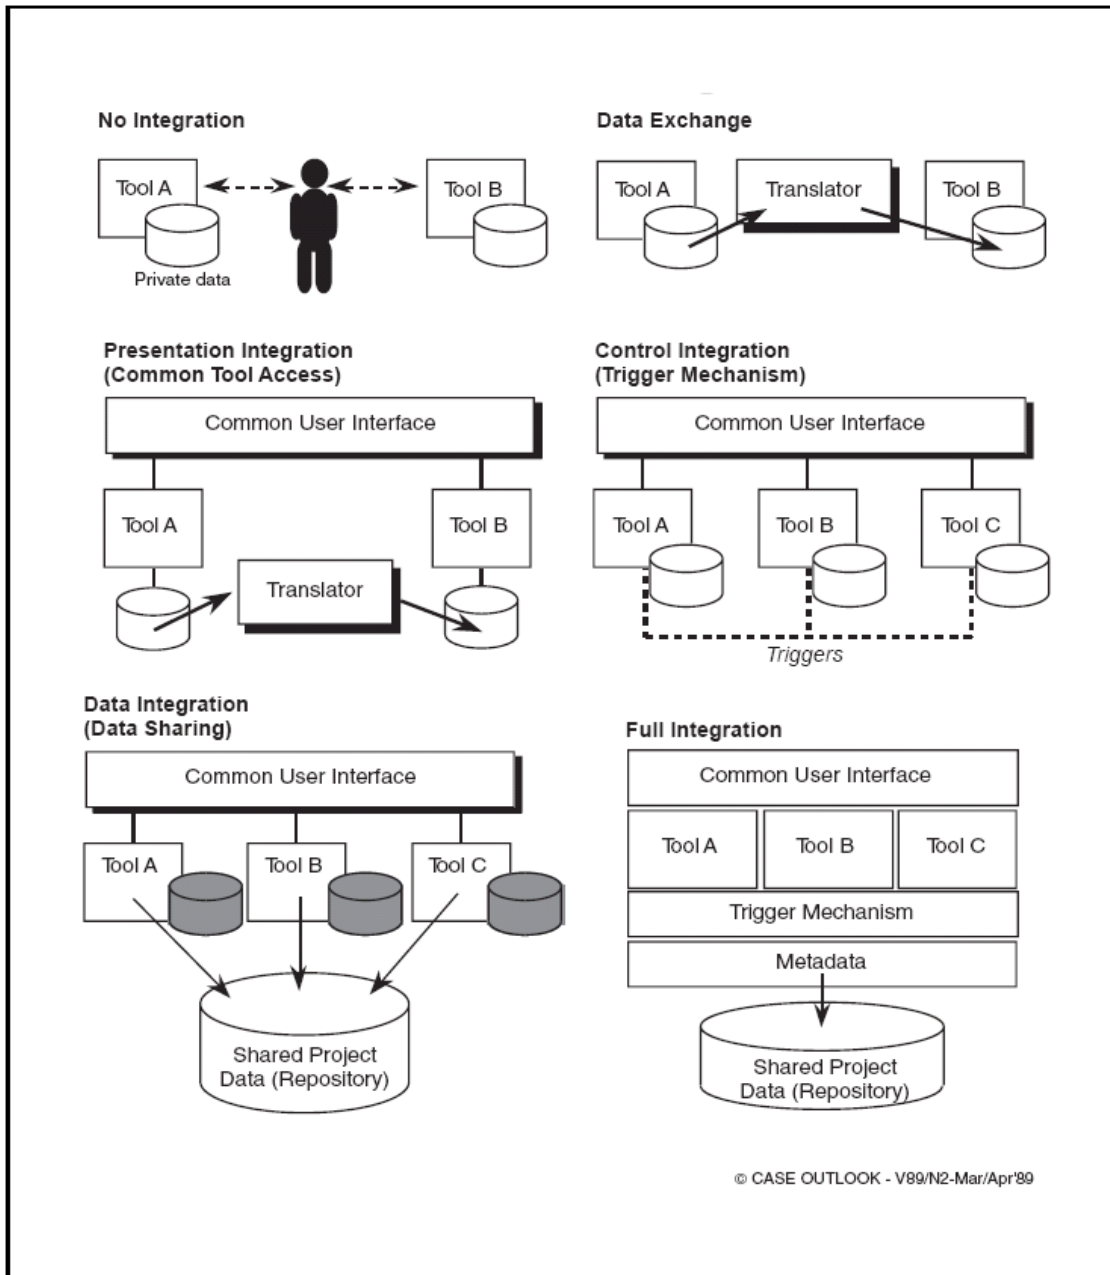 No Integration
Tool A
Tool B
Private data
Data Exchange
Tool A
Translator
Tool B
Presentation Integration
(Common Tool Access)
Common User Interface
Tool A
Tool B
Translator
Control Integration
(Trigger Mechanism)
Common User Interface
Tool A
Tool B
Tool C
Triggers
Data Integration
(Data Sharing)
Common User Interface
Tool A
Tool B
Tool C
Shared Project
Data (Repository)
Full Integration
Common User Interface
Tool A
Tool B
Tool C
Trigger Mechanism
Metadata
Shared Project
Data (Repository)
© CASE OUTLOOK - V89/N2-Mar/Apr'89